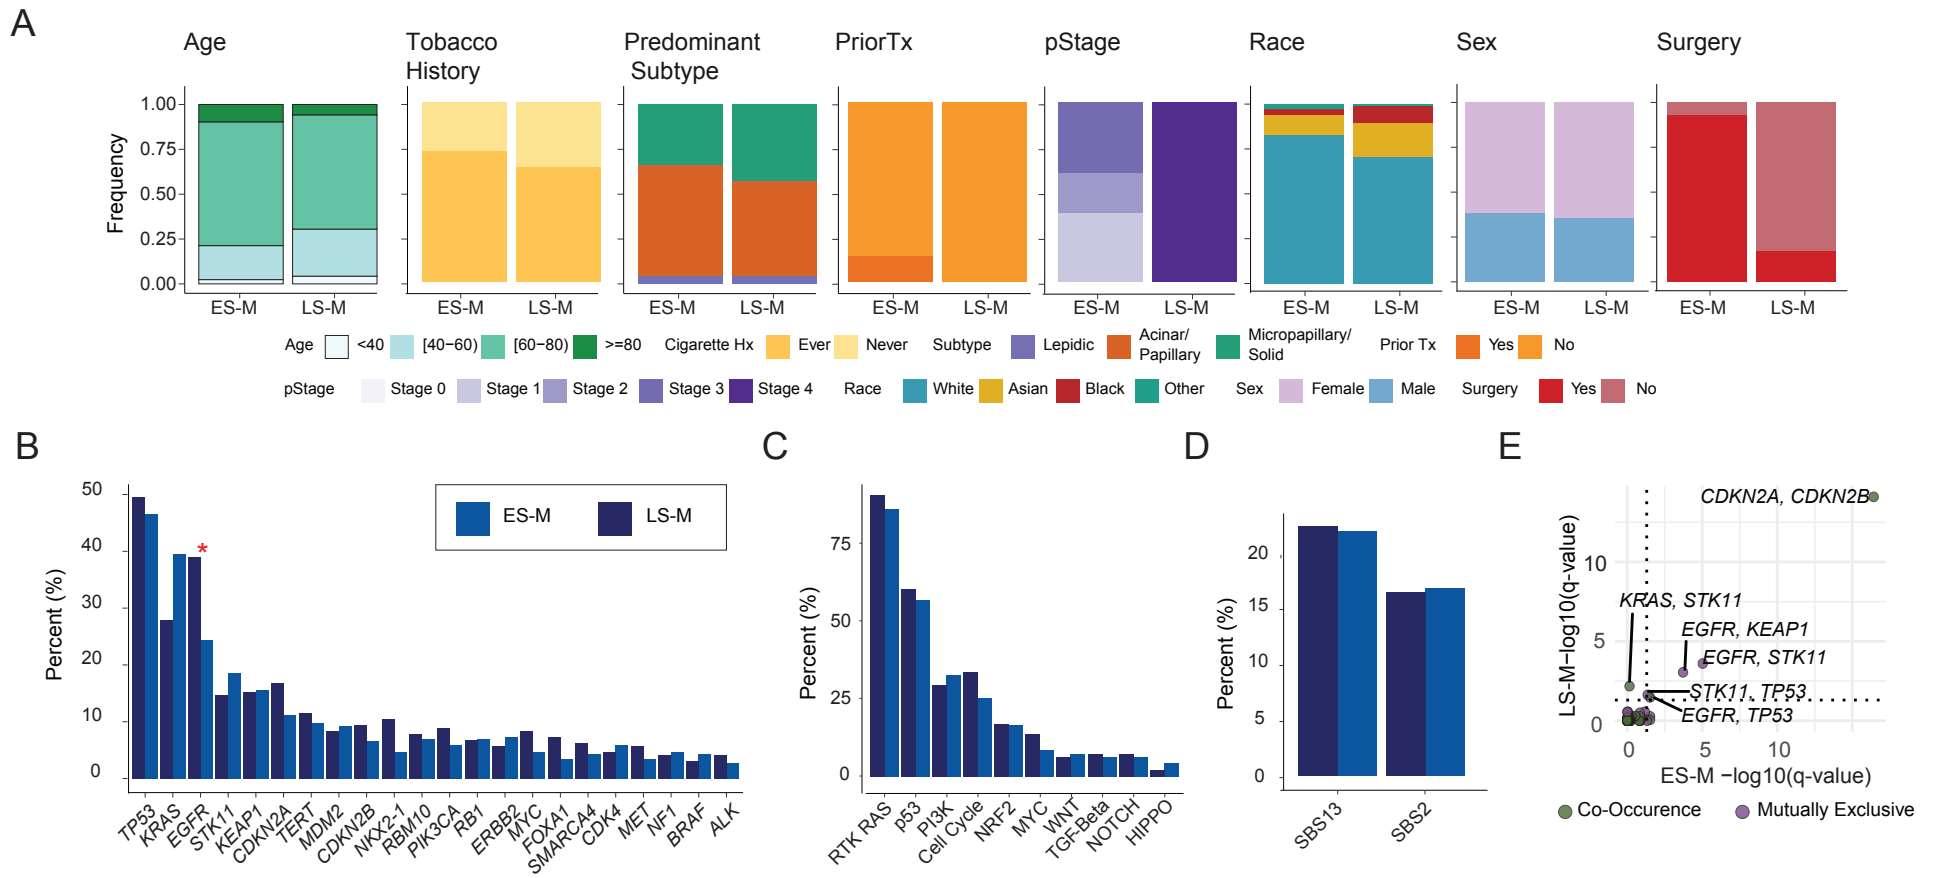 A
Age
Tobacco
History
Predominant
Subtype
PriorTx
pStage
Race
Sex
Surgery
Frequency
1.00
0.75
0.50
0.25
0.00
ES-M LS-M
ES-M LS-M
ES-M LS-M
ES-M LS-M
ES-M LS-M
ES-M LS-M
ES-M LS-M
ES-M LS-M
Age <40 [40−60) [60−80) >=80 Cigarette Hx Ever Never Subtype Lepidic Acinar/
Papillary Micropapillary/
Solid Prior Tx Yes No
pStage Stage 0 Stage 1 Stage 2 Stage 3 Stage 4 Race White Asian Black Other Sex Female Male Surgery Yes No
B
Percent (%)
50
40
30
20
10
0
*
ES-M LS-M
TP53
KRAS
EGFR
STK11
KEAP1
CDKN2A
TERT
MDM2
CDKN2B
NKX2-1
RBM10
PIK3CA
RB1
ERBB2
MYC
FOXA1
SMARCA4
CDK4
MET
NF1
BRAF
ALK
C
Percent (%)
75
50
25
0
RTK RAS
p53
PI3K
Cell Cycle
NRF2
MYC
WNT
TGF-Beta
NOTCH
HIPPO
D
Percent (%)
20
15
10
5
0
SBS13
SBS2
E
LS-M−log10(q-value)
10
5
0
CDKN2A, CDKN2B
KRAS, STK11
EGFR, KEAP1
EGFR, STK11
STK11, TP53
EGFR, TP53
0 5 10
ES-M −log10(q-value)
Co-Occurence Mutually Exclusive